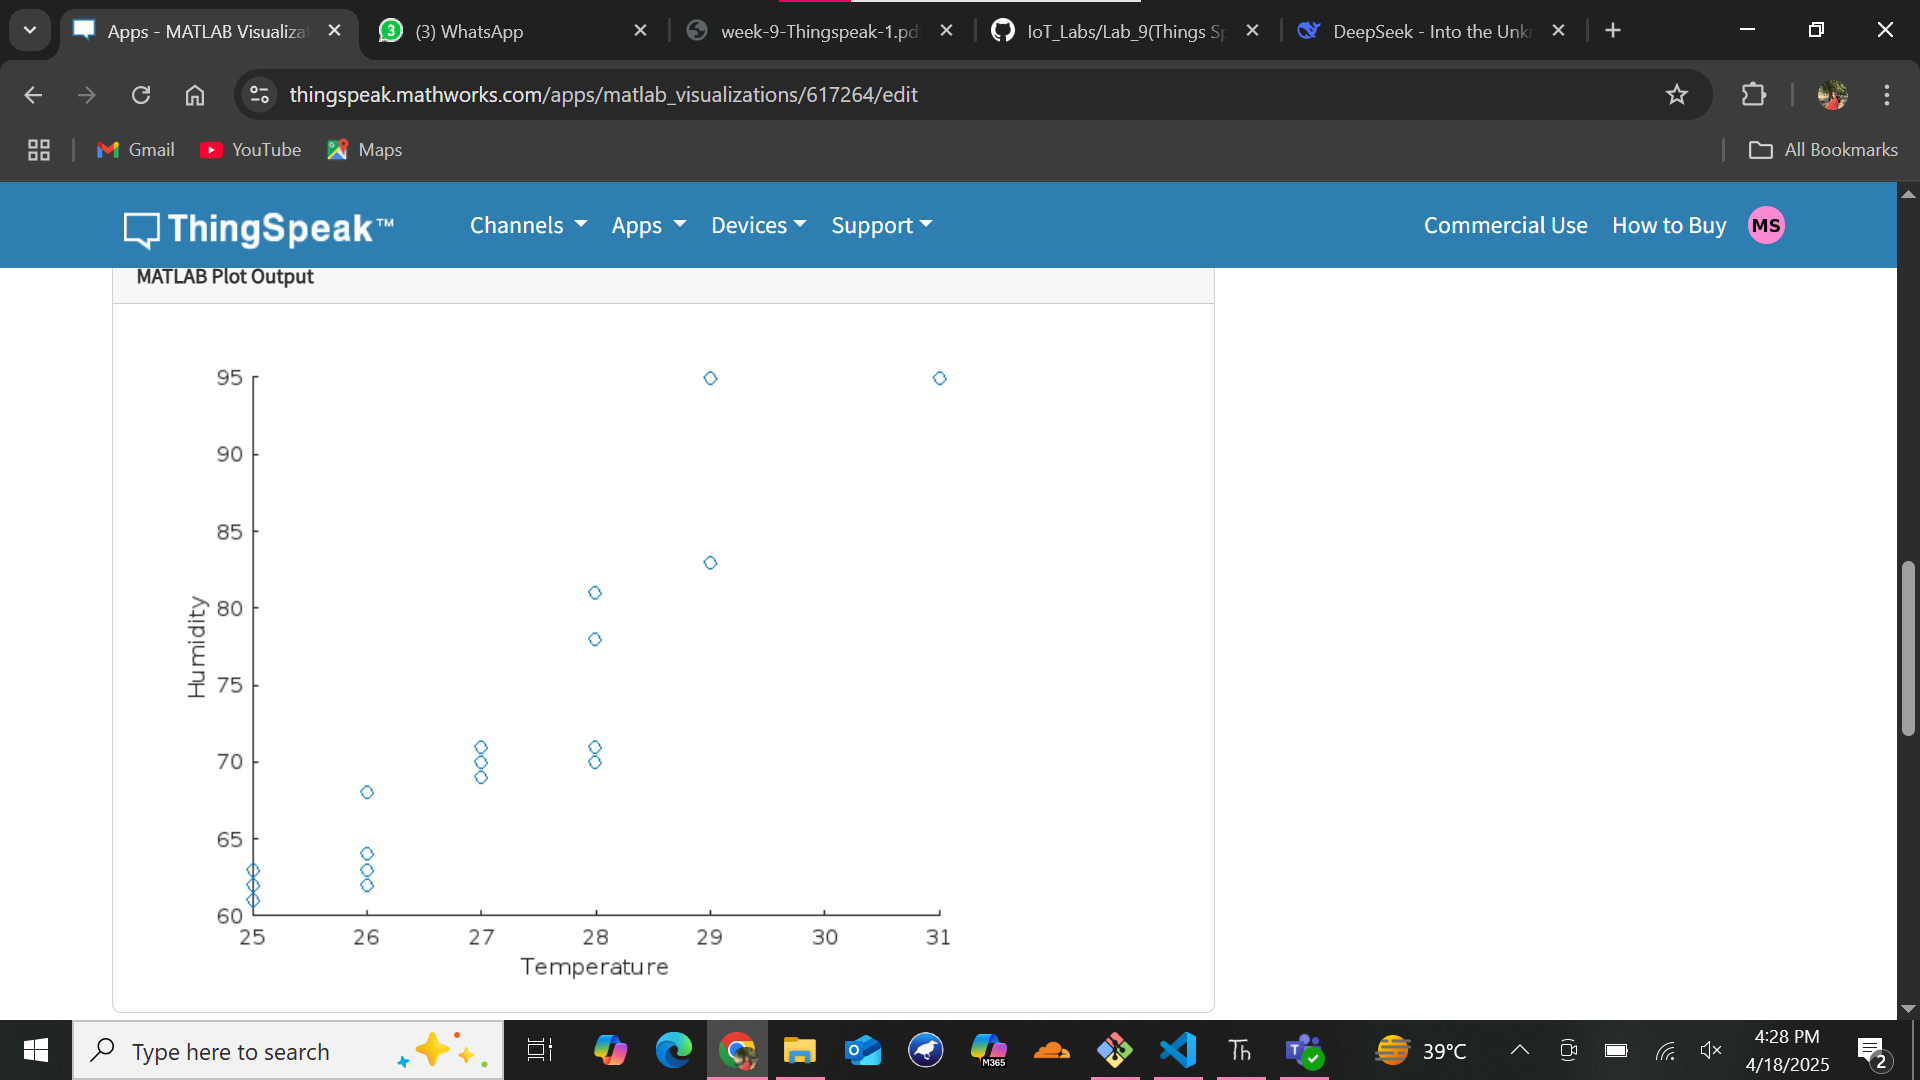 Apps - MATLAB Visualiza
(3) WhatsApp
week-9-Thingspeak-1.pd
IoT_Labs/Lab_9(Things Sp
DeepSeek - Into the Unk
thingspeak.mathworks.com/apps/matlab_visualizations/617264/edit
Gmail
YouTube
Maps
All Bookmarks
ThingSpeak™
Channels
Apps
Devices
Support
Commercial Use
How to Buy
MS
MATLAB Plot Output
95
90
85
80
75
70
65
60
Humidity
25 26 27 28 29 30 31
Temperature
Type here to search
M365
Th
T
39°C
4:28 PM
4/18/2025
2